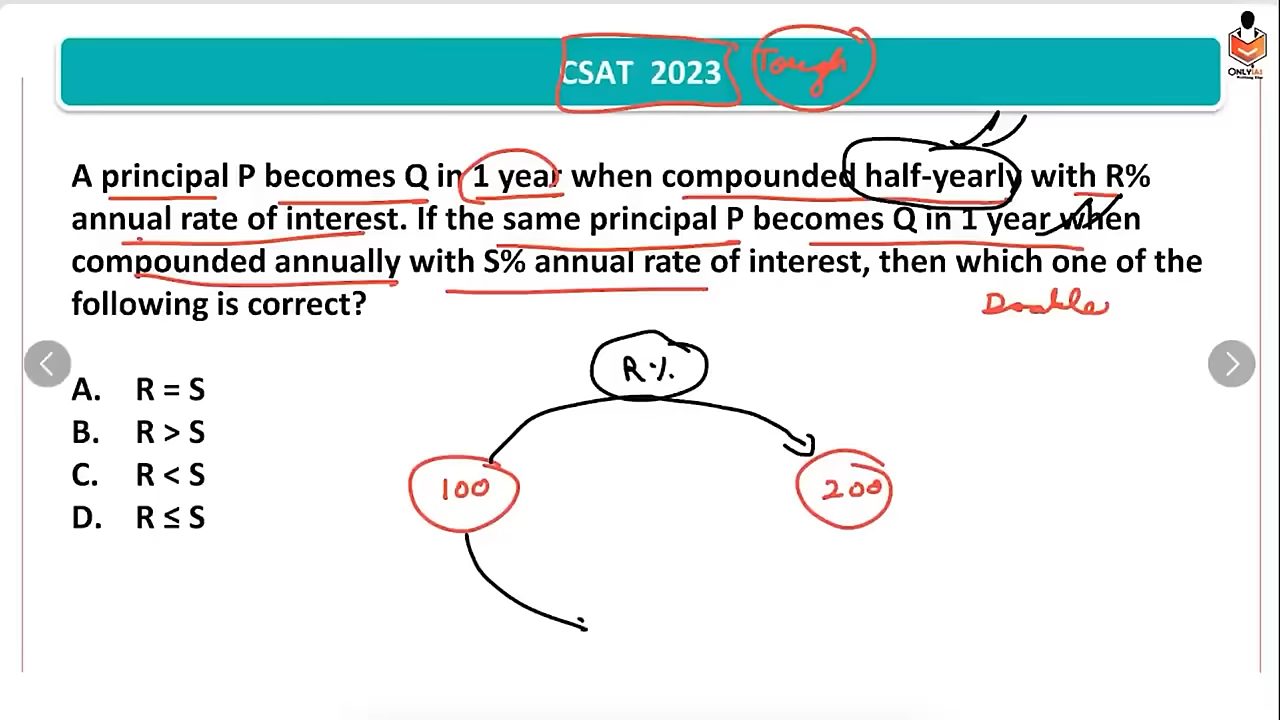 CSAT 2023 Tough
ONLYIAS
A principal P becomes Q in 1 year when compounded half-yearly with R%
annual rate of interest. If the same principal P becomes Q in 1 year when
compounded annually with S% annual rate of interest, then which one of the
following is correct?
Double
R%
A. R = S
B. R > S
C. R < S
100
200
D. R ≤ S